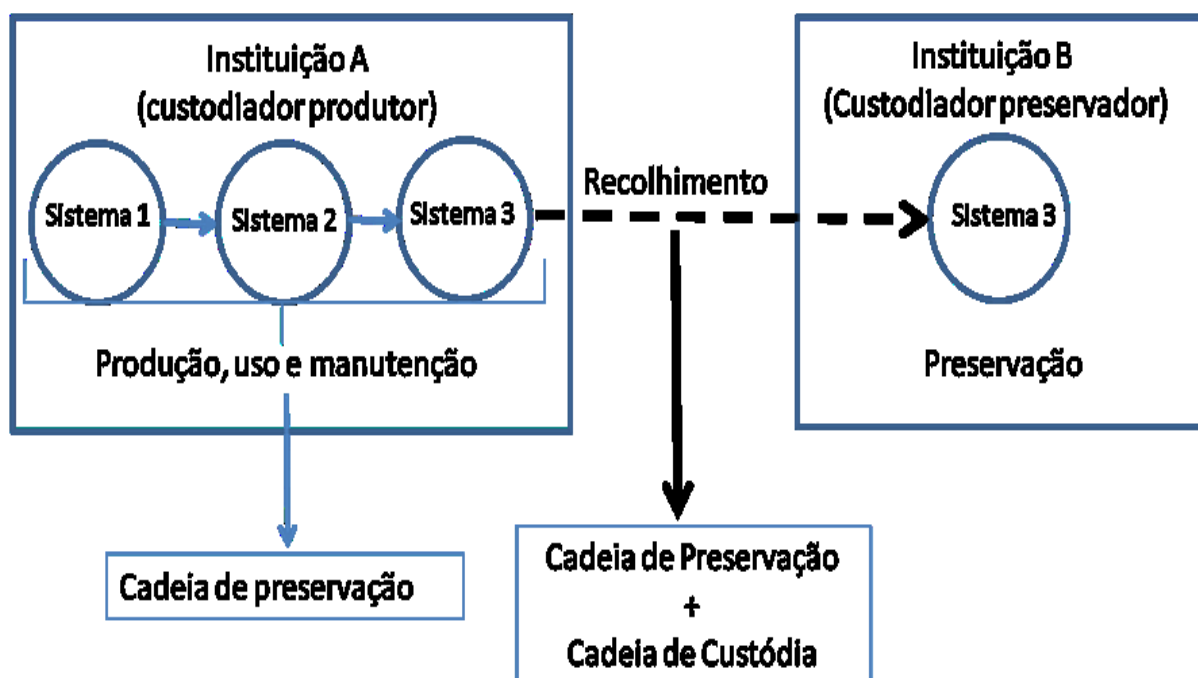 Instituição A
(custodiador produtor)
Sistema 1
Sistema 2
Sistema 3
Produção, uso e manutenção
Recolhimento
Instituição B
(Custodiador preservador)
Sistema 3
Preservação
Cadeia de preservação
Cadeia de Preservação
+
Cadeia de Custódia